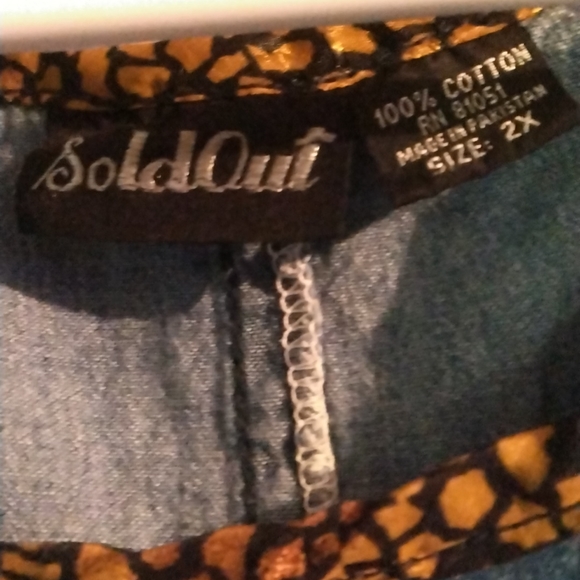 SoldOut
100% COTTON
RN 81051
MADE IN PAKISTAN
SIZE: 2X